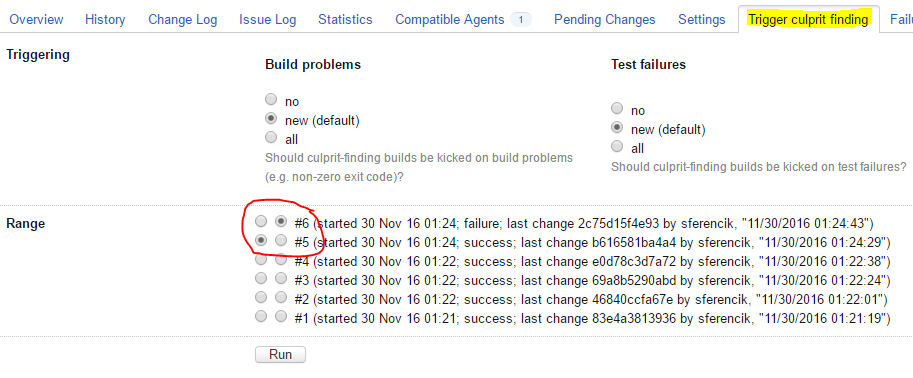 Overview History Change Log Issue Log Statistics Compatible Agents 1 Pending Changes Settings Trigger culprit finding Failu
Triggering
Build problems Test failures
no no
new (default) new (default)
all all
Should culprit-finding builds be kicked on build problems Should culprit-finding builds be kicked on test failures?
(e.g. non-zero exit code)?
Range #6 (started 30 Nov 16 01:24; failure; last change 2c75d15f4e93 by sferencik, "11/30/2016 01:24:43")
#5 (started 30 Nov 16 01:24; success; last change b616581ba4a4 by sferencik, "11/30/2016 01:24:29")
#4 (started 30 Nov 16 01:22; success; last change e0d78c3d7a72 by sferencik, "11/30/2016 01:22:38")
#3 (started 30 Nov 16 01:22; success; last change 69a8b5290abd by sferencik, "11/30/2016 01:22:24")
#2 (started 30 Nov 16 01:22; success; last change 46840ccfa67e by sferencik, "11/30/2016 01:22:01")
#1 (started 30 Nov 16 01:21; success; last change 83e4a3813936 by sferencik, "11/30/2016 01:21:19")
Run